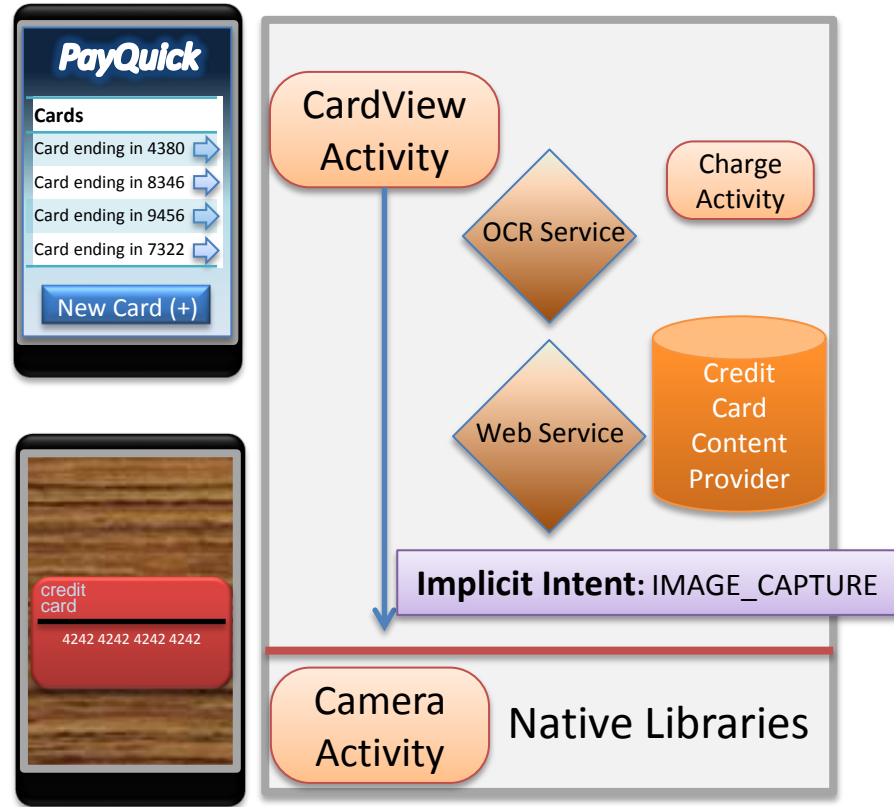 PayQuick
Cards
Card ending in 4380
Card ending in 8346
Card ending in 9456
Card ending in 7322
New Card (+)
credit
card
4242 4242 4242 4242
CardView
Activity
OCR Service
Charge
Activity
Web Service
Credit
Card
Content
Provider
Implicit Intent: IMAGE_CAPTURE
Camera
Activity
Native Libraries